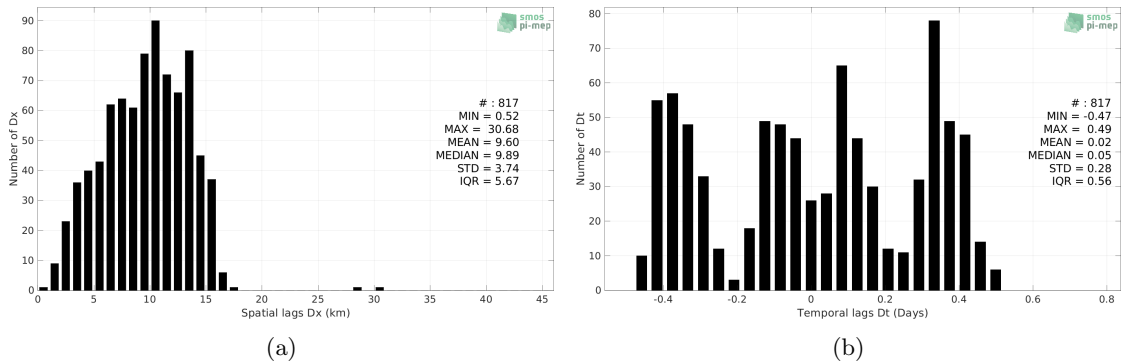 90
80
70
60
50
40
30
20
10
0
Number of Dx
smos
pi-mep
# : 817
MIN = 0.52
MAX = 30.68
MEAN = 9.60
MEDIAN = 9.89
STD = 3.74
IQR = 5.67
0 5 10 15 20 25 30 35 40 45
Spatial lags Dx (km)
(a)
80
70
60
50
40
30
20
10
0
Number of Dt
smos
pi-mep
# : 817
MIN = -0.47
MAX = 0.49
MEAN = 0.02
MEDIAN = 0.05
STD = 0.28
IQR = 0.56
-0.4 -0.2 0 0.2 0.4 0.6 0.8
Temporal lags Dt (Days)
(b)